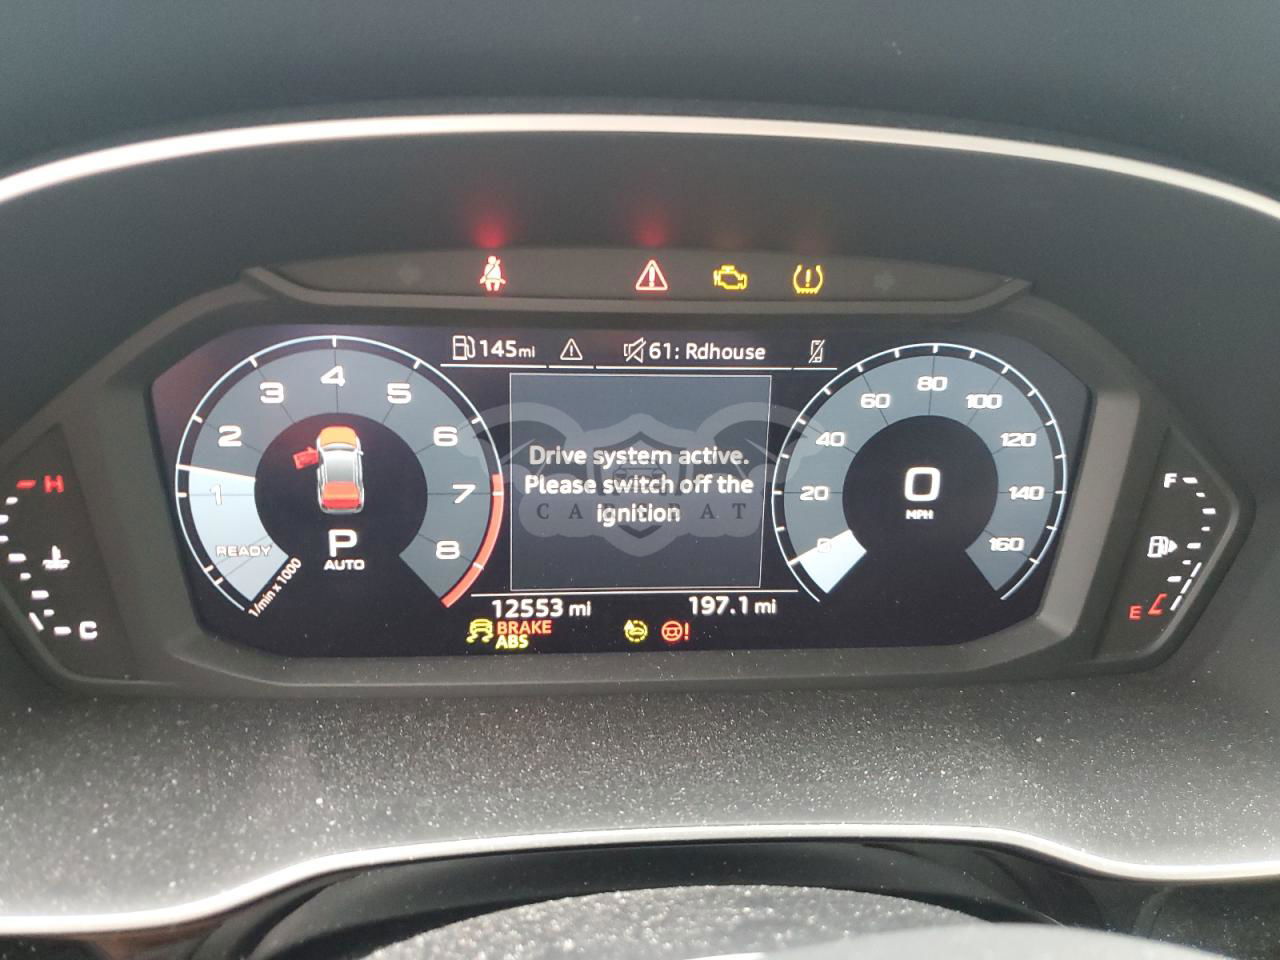 145mi
61: Rdhouse
1
2
3
4
5
6
7
8
READY
1/min x 1000
P
AUTO
Drive system active.
Please switch off the
ignition
20
40
60
80
100
120
140
160
0
MPH
12553 mi
197.1 mi
BRAKE
ABS
H
C
F
E